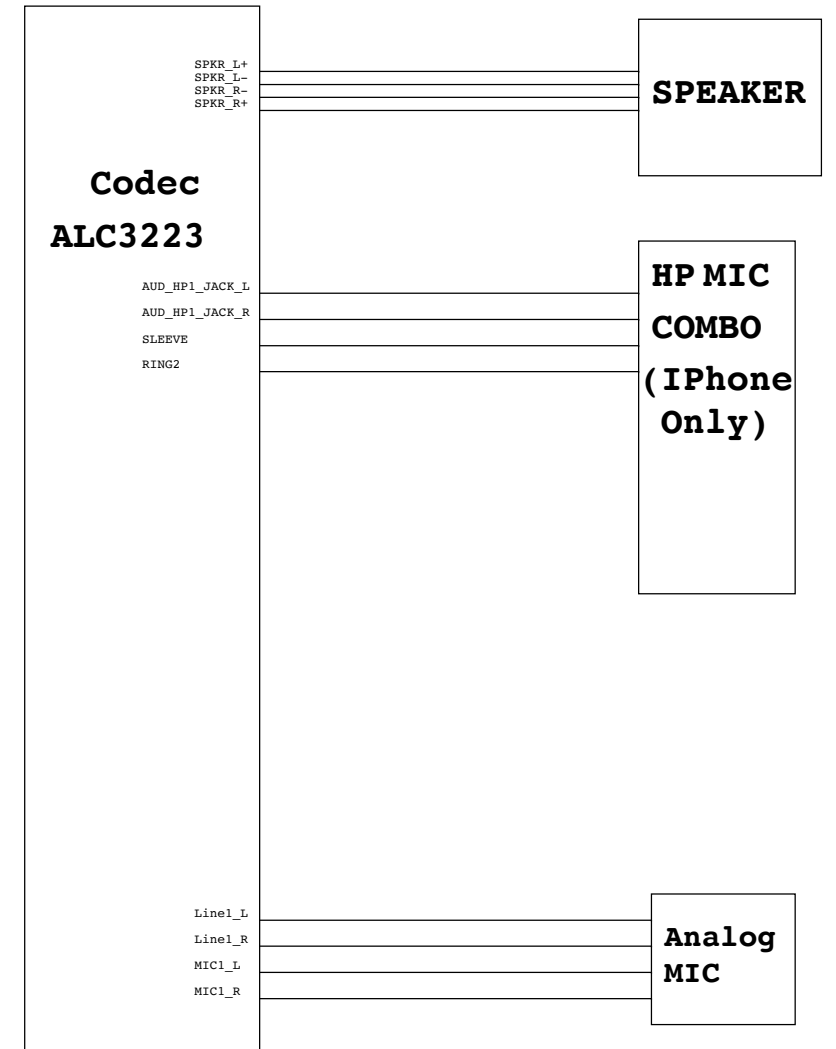 SPKR_L+
SPKR_L-
SPKR_R-
SPKR_R+
SPEAKER
Codec
ALC3223
AUD_HP1_JACK_L
AUD_HP1_JACK_R
SLEEVE
RING2
HP MIC
COMBO
(IPhone
Only)
Line1_L
Line1_R
MIC1_L
MIC1_R
Analog
MIC